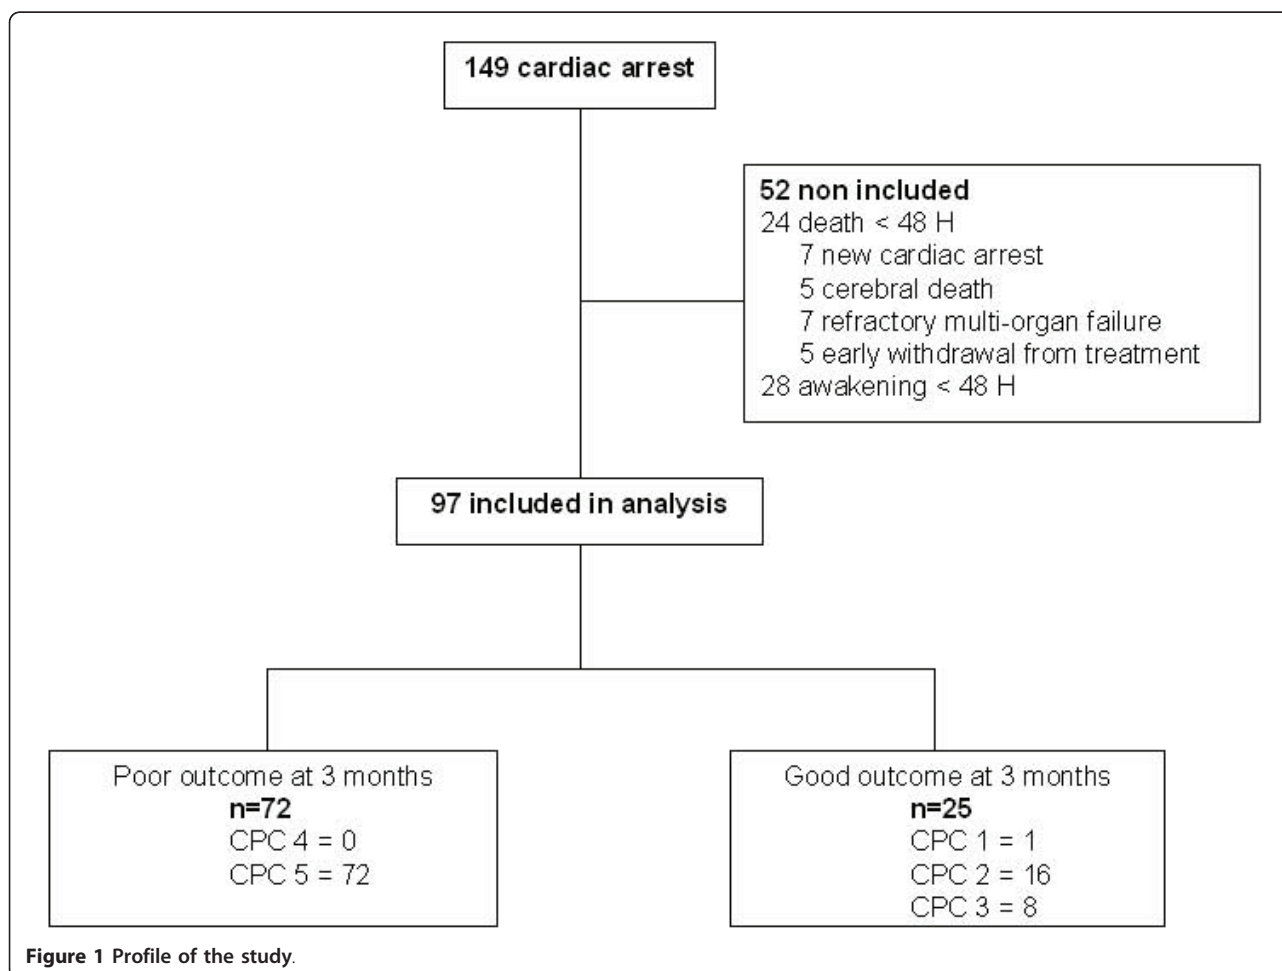 149 cardiac arrest
52 non included
24 death < 48 H
7 new cardiac arrest
5 cerebral death
7 refractory multi-organ failure
5 early withdrawal from treatment
28 awakening < 48 H
97 included in analysis
Poor outcome at 3 months
n=72
CPC 4 = 0
CPC 5 = 72
Good outcome at 3 months
n=25
CPC 1 = 1
CPC 2 = 16
CPC 3 = 8
Figure 1 Profile of the study.